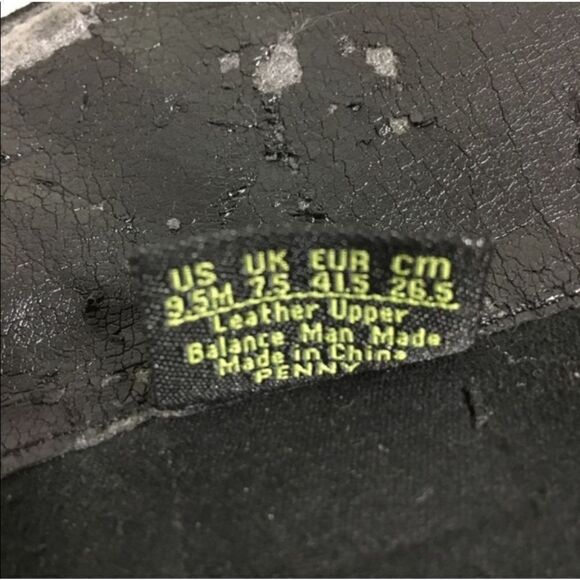 US UK EUR cm
9.5M 7.5 41.5 26.5
Leather Upper
Balance Man Made
Made in China
PENNY